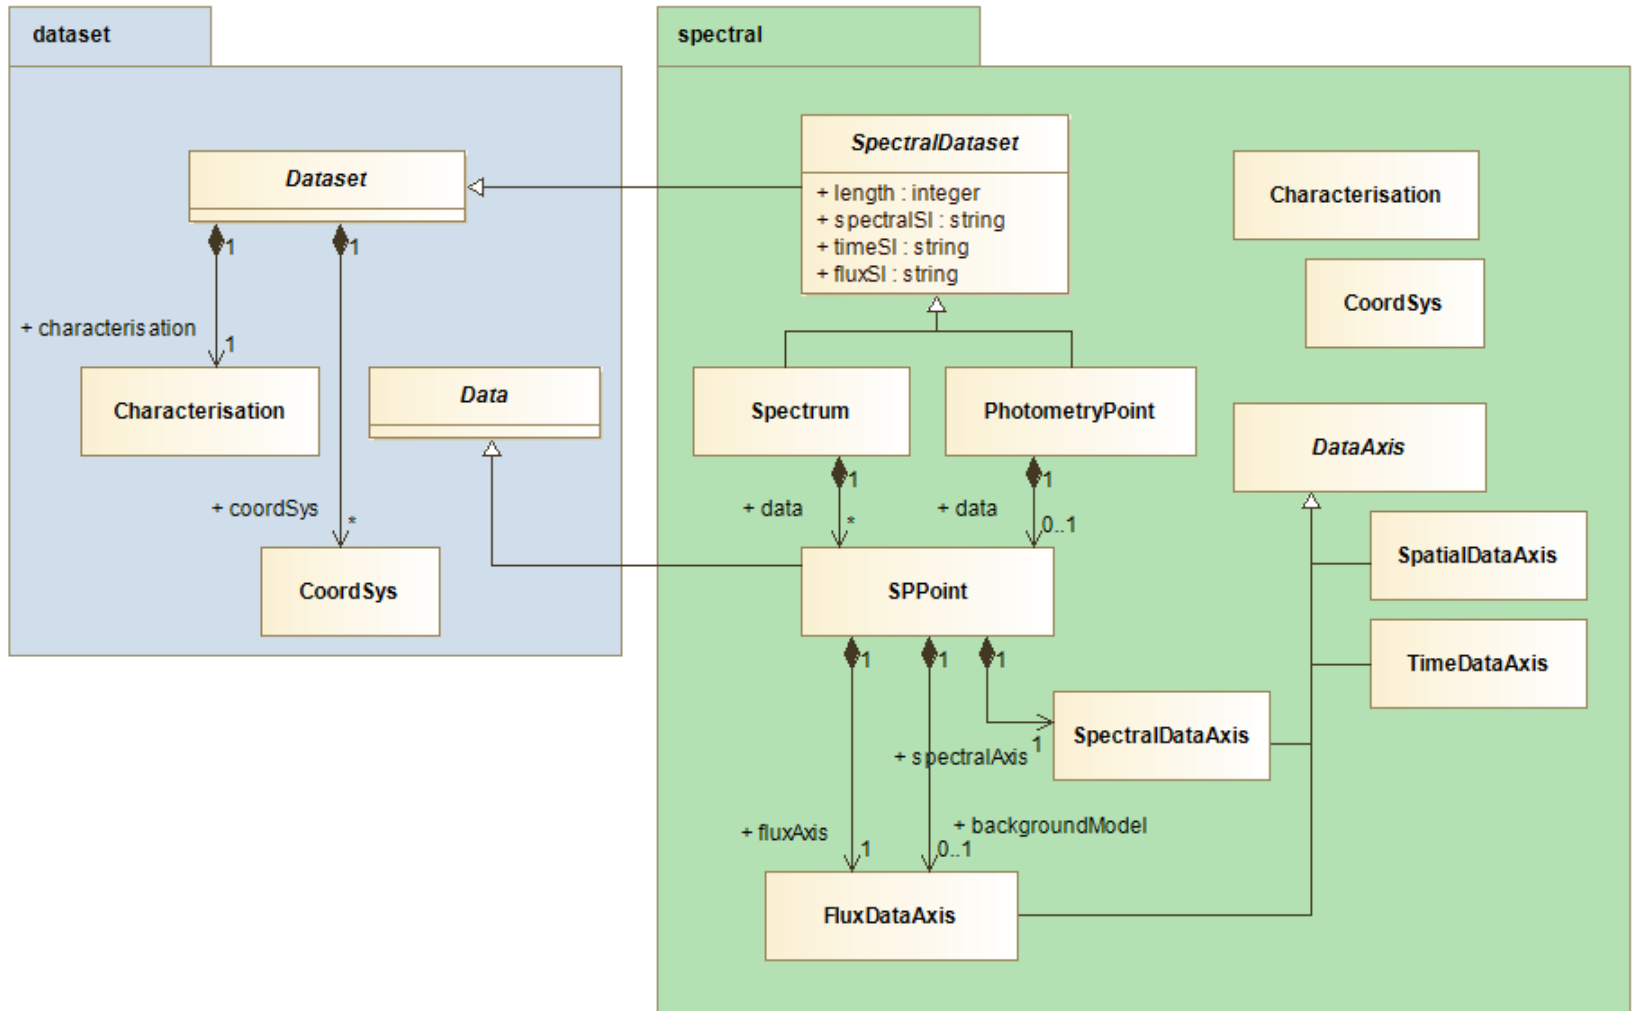 dataset
spectral
SpectralDataset
+ length : integer
+ spectralSI : string
+ timeSI : string
+ fluxSI : string
Dataset
1
1
+ characterisation
1
Characterisation
+ coordSys
*
CoordSys
Data
Characterisation
CoordSys
Spectrum
PhotometryPoint
1
+ data
*
1
+ data
0..1
DataAxis
SpatialDataAxis
TimeDataAxis
SPPoint
1
1
1
1
SpectralDataAxis
+ spectralAxis
+ fluxAxis
1
+ backgroundModel
0..1
FluxDataAxis